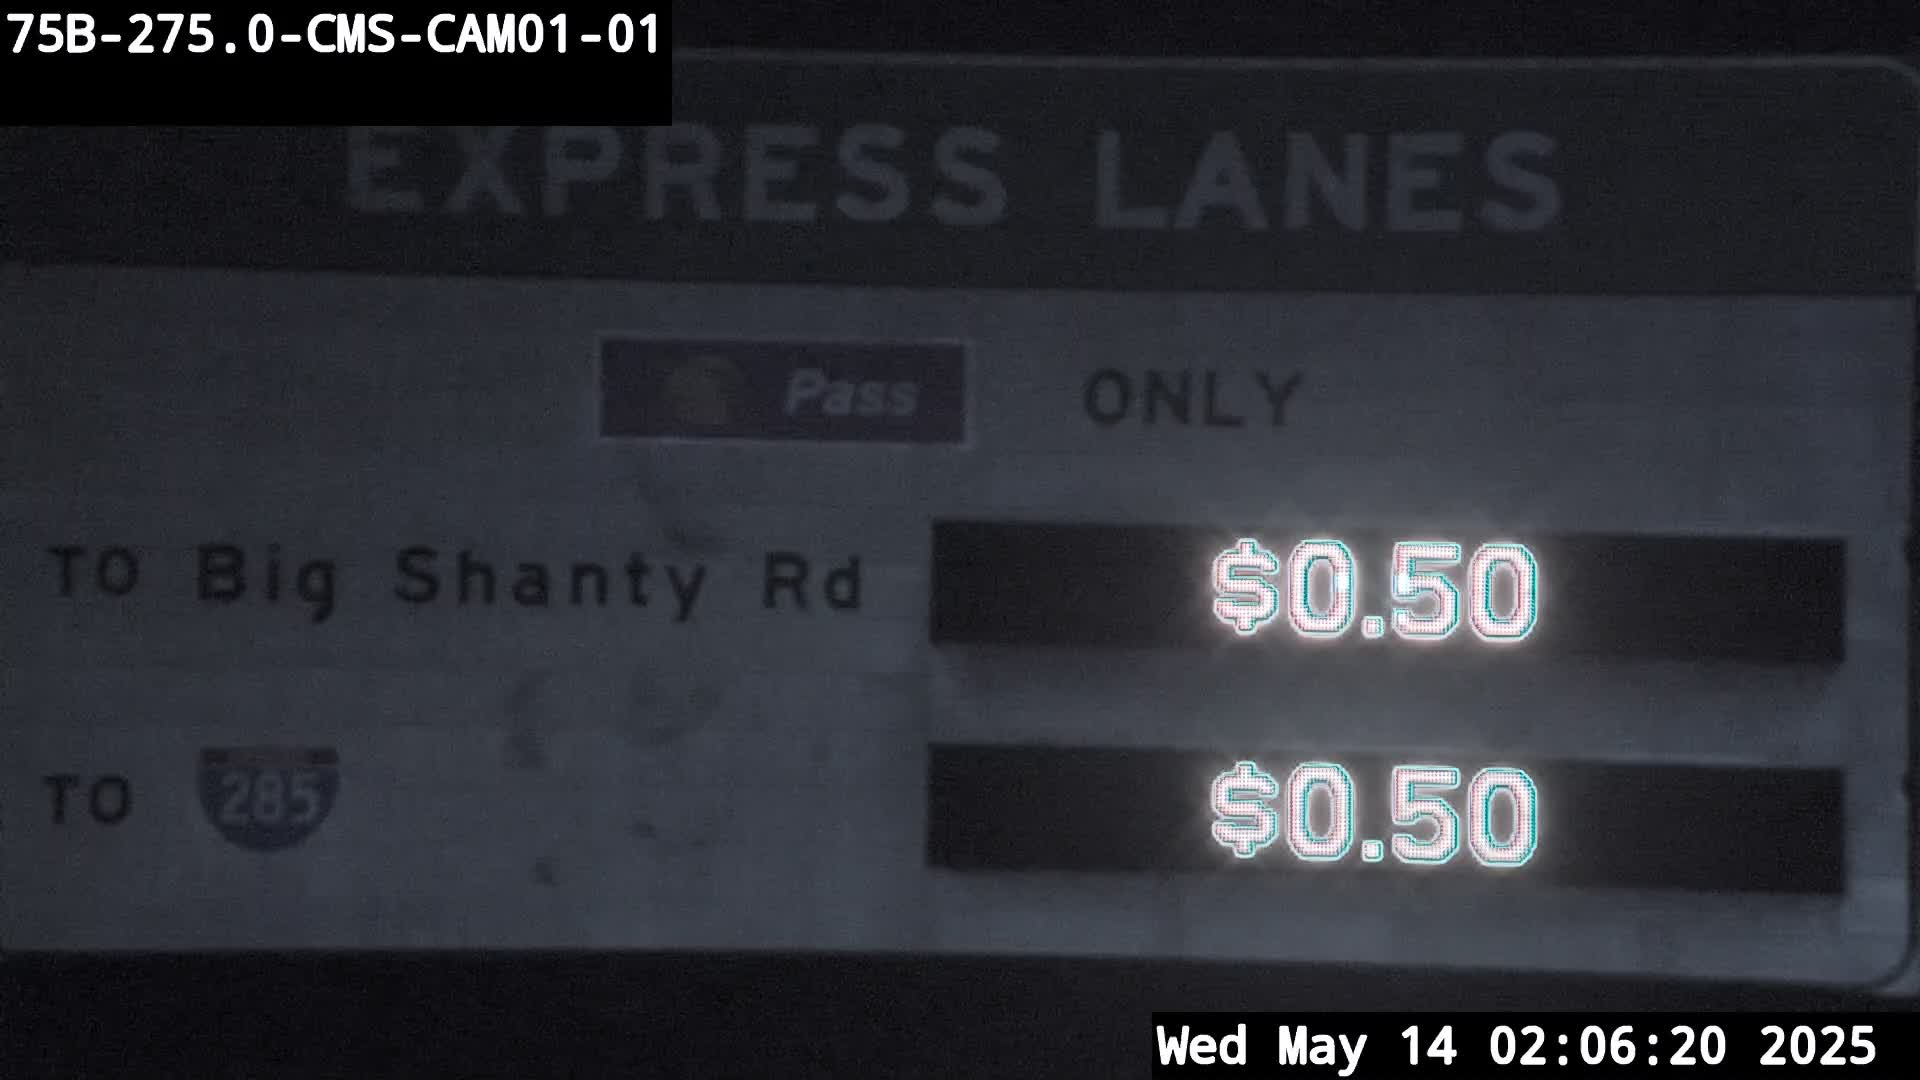 75B-275.0-CMS-CAM01-01
EXPRESS LANES
Pass ONLY
TO Big Shanty Rd $0.50
TO 285 $0.50
Wed May 14 02:06:20 2025